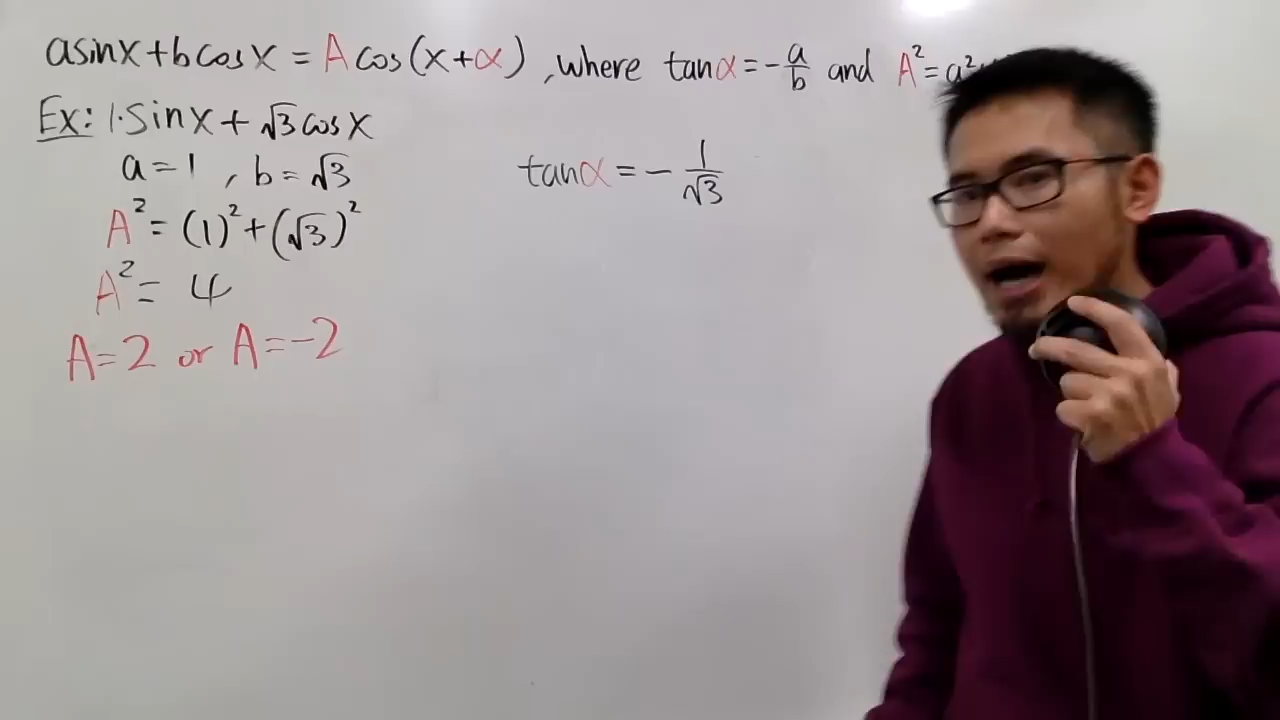 asinx+bcosx = A cos(x+α), where tanα = -a/b and A²=a²
Ex: 1·sinx + √3 cosx
a=1, b=√3
tanα = - 1/√3
A² = (1)² + (√3)²
A² = 4
A=2 or A=-2